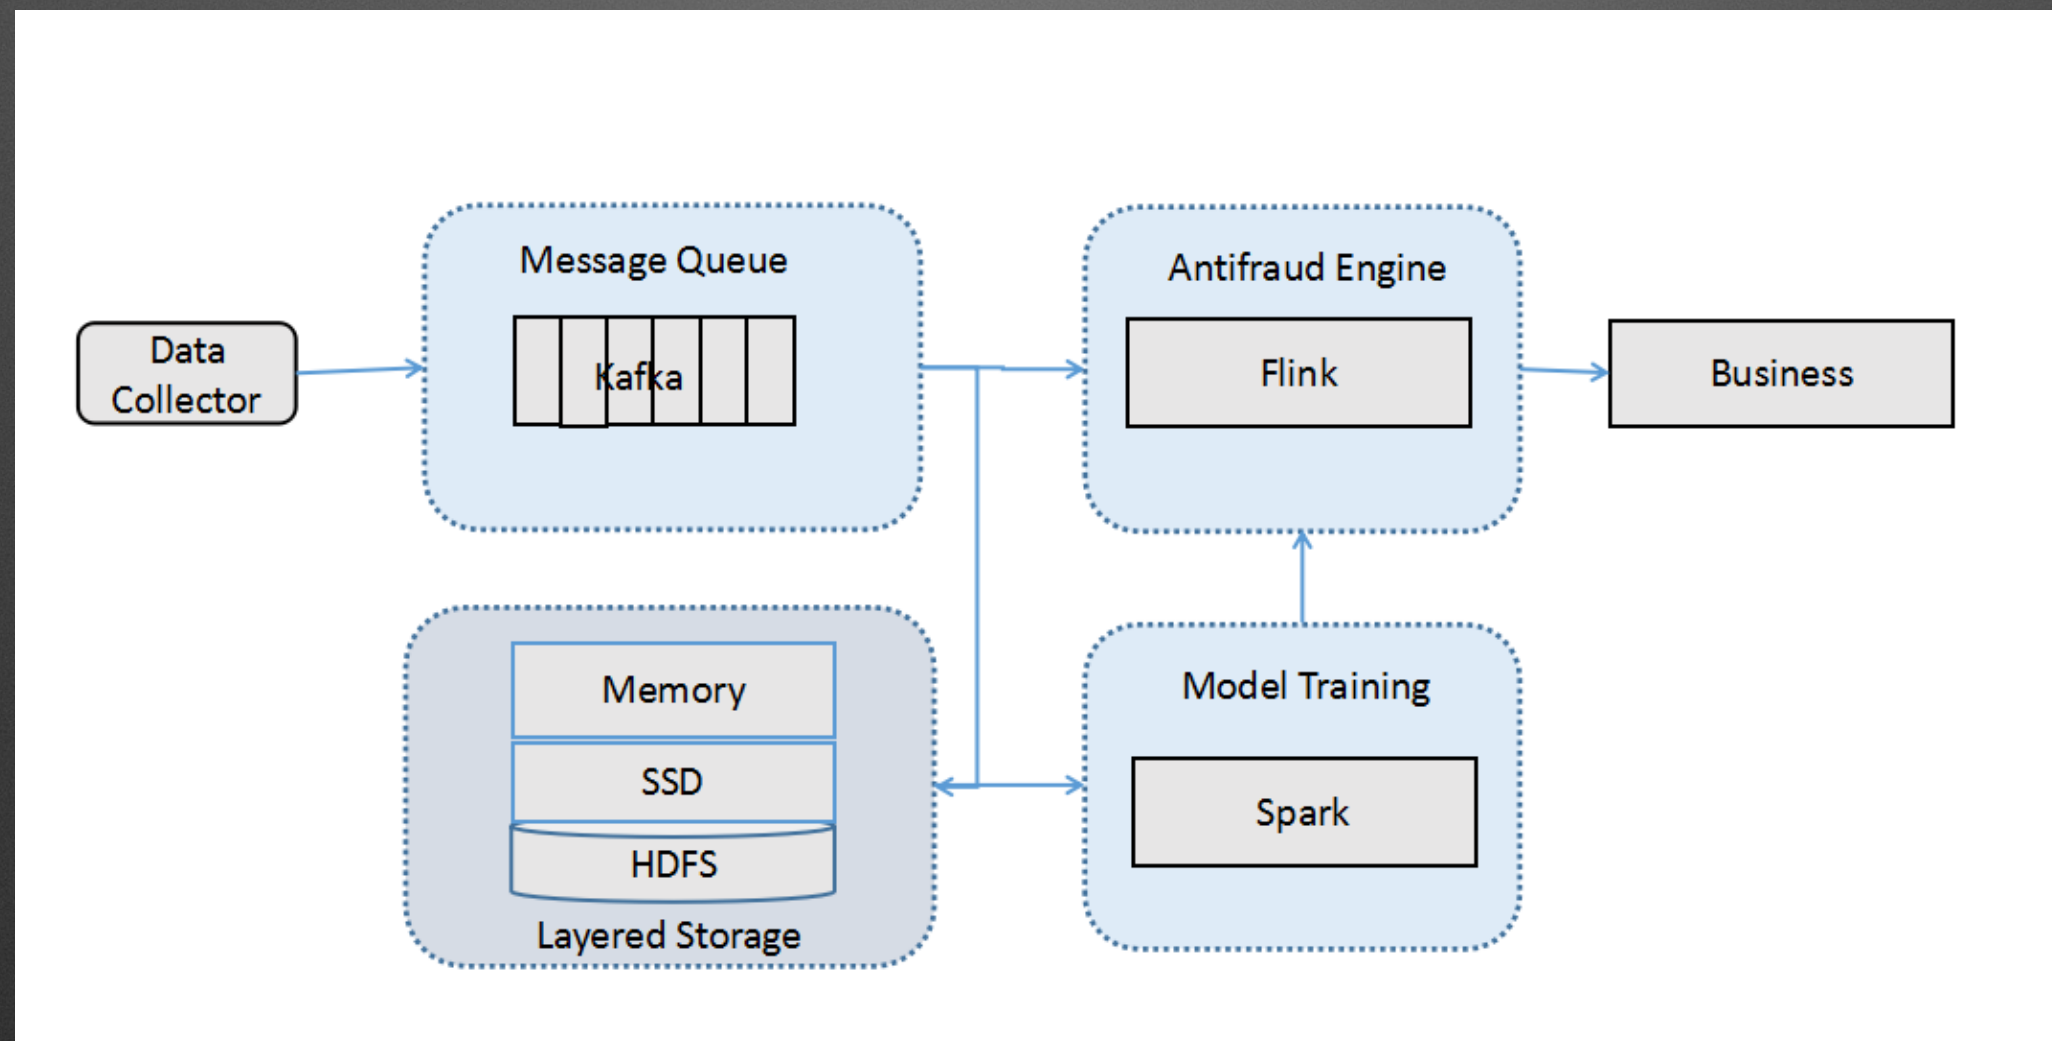 Message Queue
Antifraud Engine
Data
Collector
Kafka
Flink
Business
Memory
SSD
HDFS
Layered Storage
Model Training
Spark